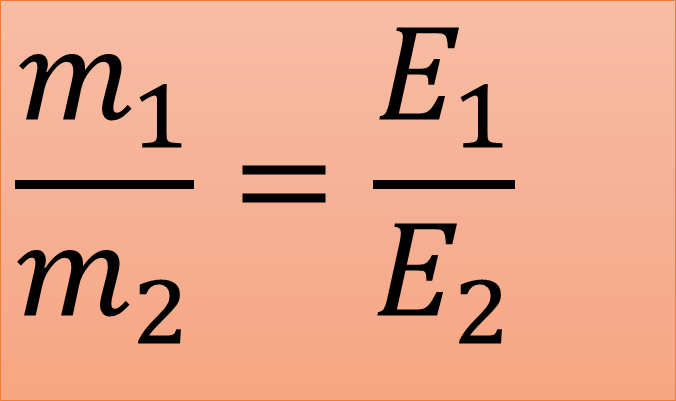 m₁/m₂ = E₁/E₂